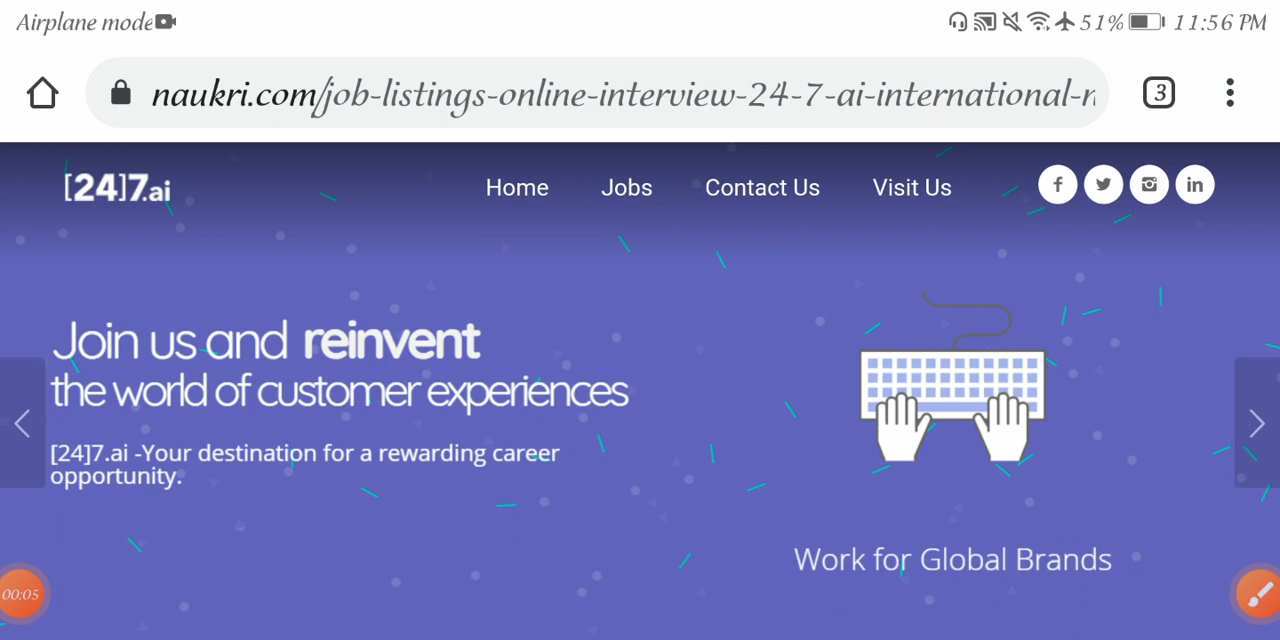 Airplane mode 51% 11:56 PM
naukri.com/job-listings-online-interview-24-7-ai-international-n 3
[24]7.ai Home Jobs Contact Us Visit Us
Join us and reinvent
the world of customer experiences
[24]7.ai -Your destination for a rewarding career
opportunity.
Work for Global Brands
00:05